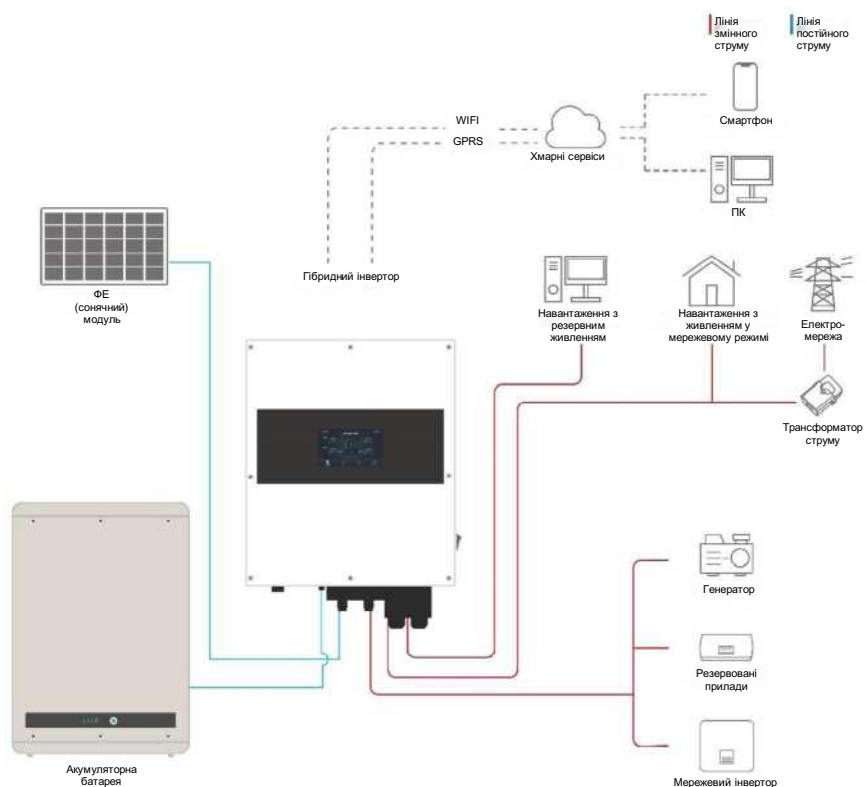 Лінія
змінного
струму
Лінія
постійного
струму
WIFI
GPRS
Хмарні сервіси
Смартфон
ПК
ФЕ
(сонячний)
модуль
Гібридний інвертор
Навантаження з
резервним
живленням
Навантаження з
живленням у
мережевому режимі
Електро-
мережа
Трансформатор
струму
Генератор
Резервовані
прилади
Мережевий інвертор
Акумуляторна
батарея